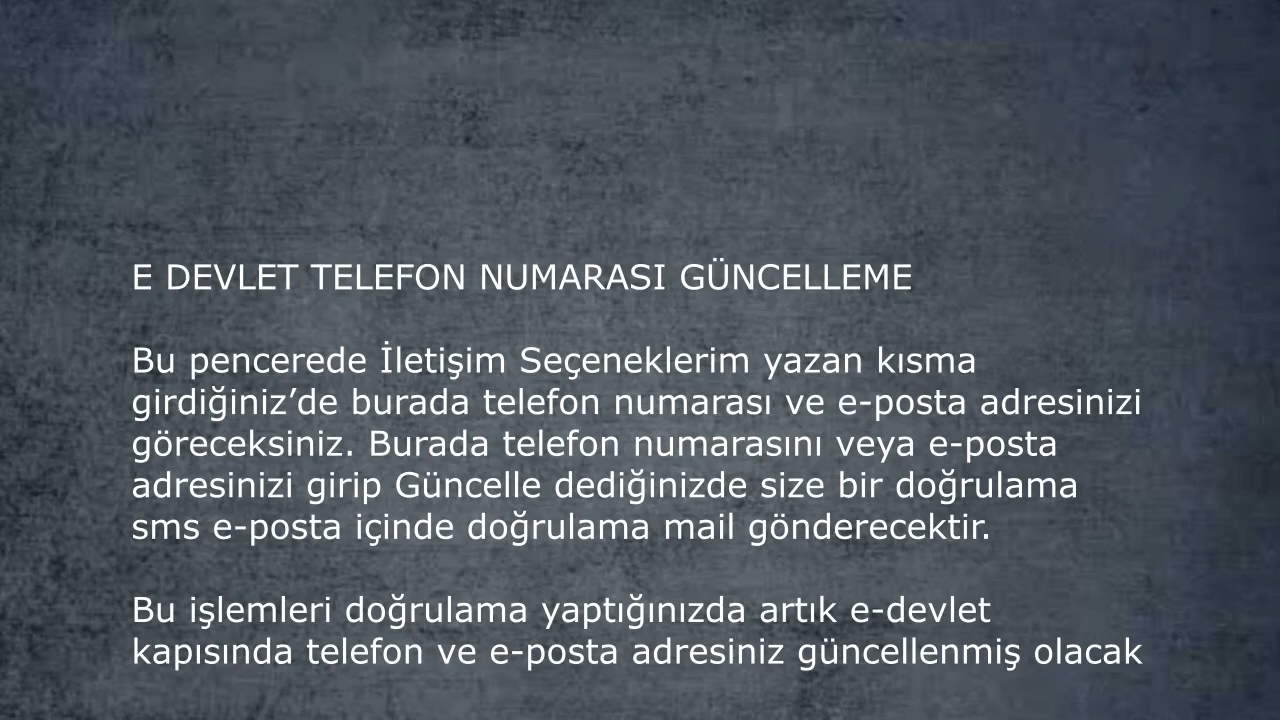 E DEVLET TELEFON NUMARASI GÜNCELLEME
Bu pencerede İletişim Seçeneklerim yazan kısma
girdiğiniz’de burada telefon numarası ve e-posta adresinizi
göreceksiniz. Burada telefon numarasını veya e-posta
adresinizi girip Güncelle dediğinizde size bir doğrulama
sms e-posta içinde doğrulama mail gönderecektir.
Bu işlemleri doğrulama yaptığınızda artık e-devlet
kapısında telefon ve e-posta adresiniz güncellenmiş olacak